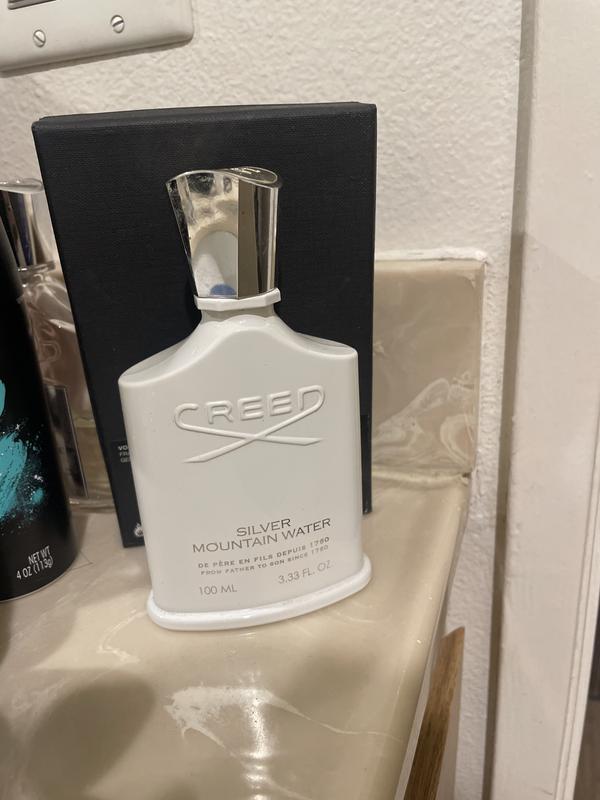 CREED
SILVER
MOUNTAIN WATER
DE PÈRE EN FILS DEPUIS 1760
FROM FATHER TO SON SINCE 1760
100 ML
3.33 FL. OZ.
NET WT
4 OZ (113g)